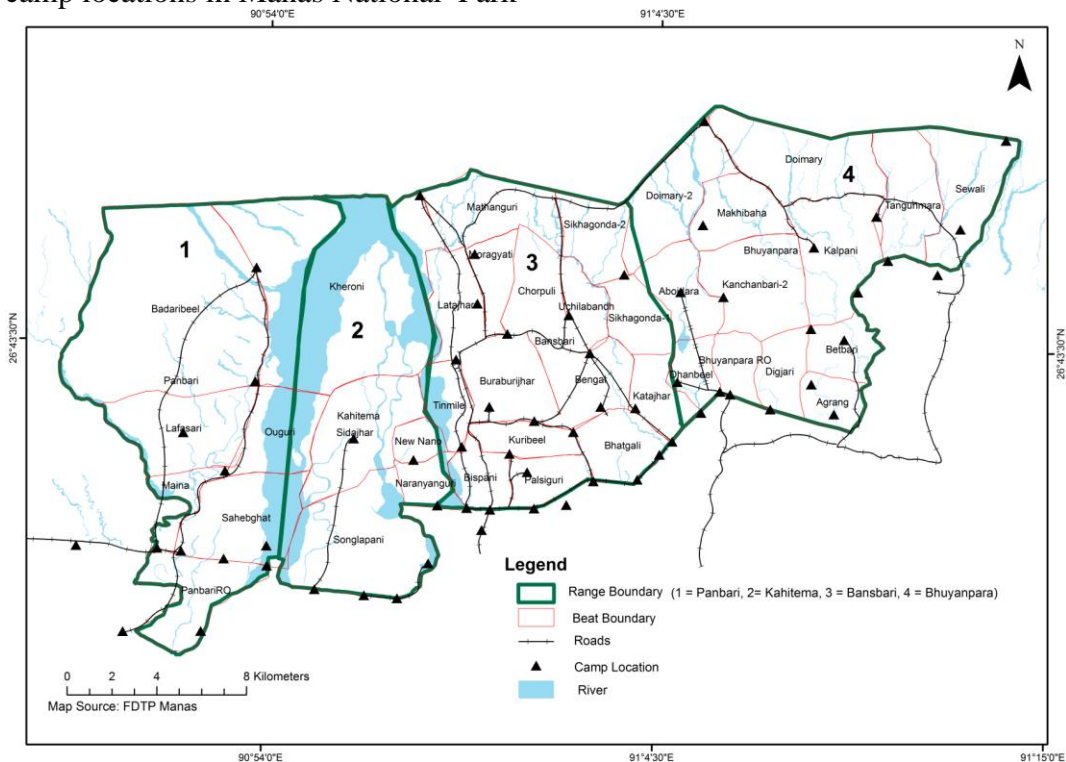 camp locations in Manas National Park
90°54'0"E
91°4'30"E
N
Doimary
4
Sewali
Doimary-2
Tangunmara
Mathanguri
Makhibaha
1
Sikhagonda-2
Bhuyanpara
Kalpani
Moragyati
3
Kheroni
Chorpuli
Kanchanbari-2
Badaribeel
Latajhar
Uchilabandh
2
Sikhagonda-1
26°43'30"N
Bansbari
Betbari
26°43'30"N
Bhuyanpara RO
Panbari
Buraburijhar
Bengal
Dhanbeel
Digjari
Katajhar
Tinmile
Agrang
Lafasari
Ouguri
Kahitema
Sidajhar
New Nano
Kuribeel
Bhatgali
Maina
Naranyanguri
Bispani
Palsiguri
Sahebghat
Songlapani
PanbariRO
Legend
Range Boundary (1 = Panbari, 2= Kahitema, 3 = Bansbari, 4 = Bhuyanpara)
Beat Boundary
Roads
Camp Location
River
0 2 4 8 Kilometers
Map Source: FDTP Manas
90°54'0"E
91°4'30"E
91°15'0"E